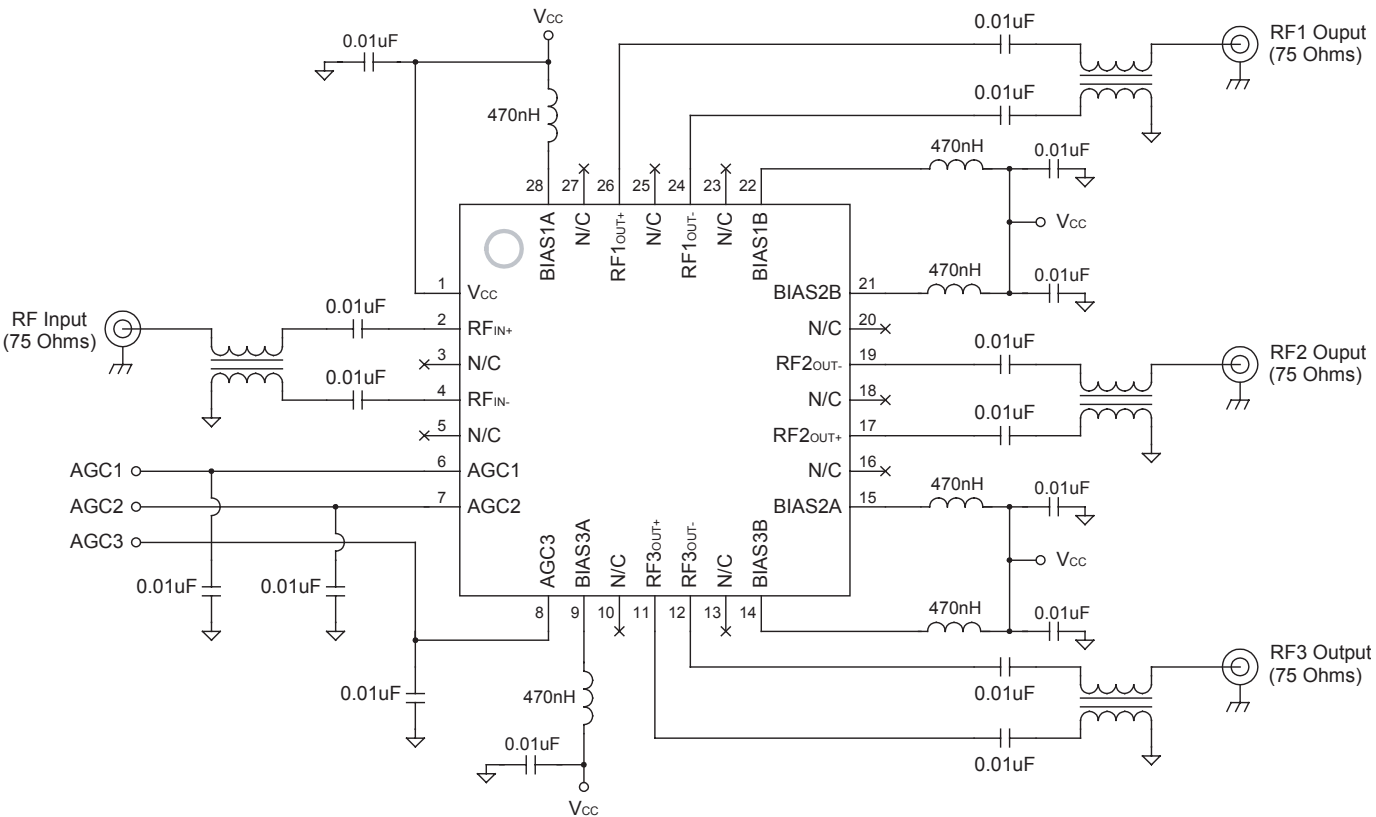 VCC
0.01uF
470nH
0.01uF
RF1 Ouput
(75 Ohms)
0.01uF
470nH
0.01uF
VCC
470nH
0.01uF
28
27
26
25
24
23
22
BIAS1A
N/C
RF1OUT+
N/C
RF1OUT-
N/C
BIAS1B
RF Input
(75 Ohms)
0.01uF
0.01uF
1
VCC
2
RFIN+
3
N/C
4
RFIN-
5
N/C
6
AGC1
7
AGC2
BIAS2B
21
N/C
20
RF2OUT-
19
N/C
18
RF2OUT+
17
N/C
16
BIAS2A
15
0.01uF
0.01uF
RF2 Ouput
(75 Ohms)
AGC1
AGC2
AGC3
0.01uF
0.01uF
0.01uF
AGC3
BIAS3A
N/C
RF3OUT+
RF3OUT-
N/C
BIAS3B
8
9
10
11
12
13
14
470nH
0.01uF
VCC
470nH
0.01uF
470nH
0.01uF
VCC
0.01uF
0.01uF
RF3 Output
(75 Ohms)